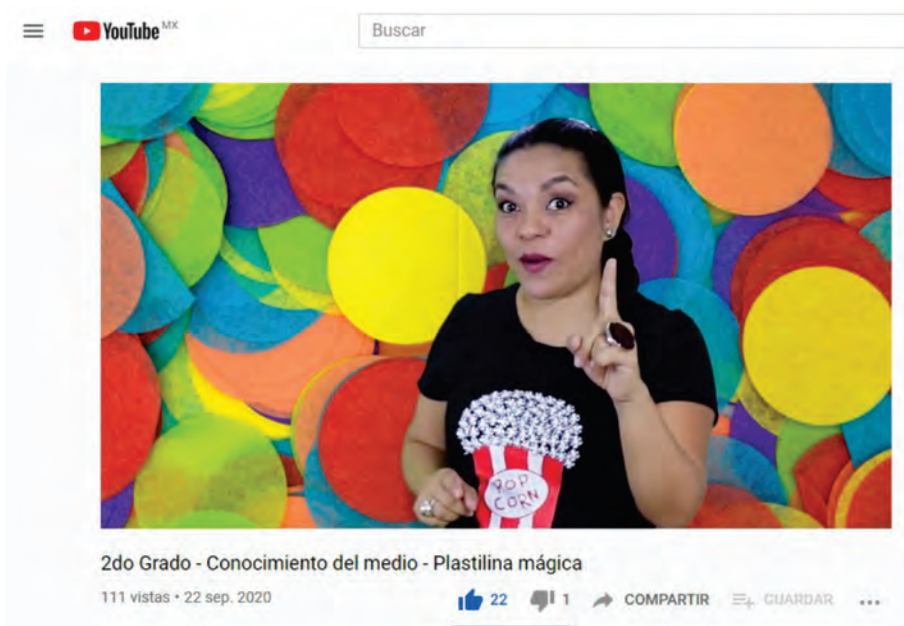 YouTube MX
Buscar
POP
CORN
2do Grado - Conocimiento del medio - Plastilina mágica
111 vistas • 22 sep. 2020
22
1
COMPARTIR
GUARDAR